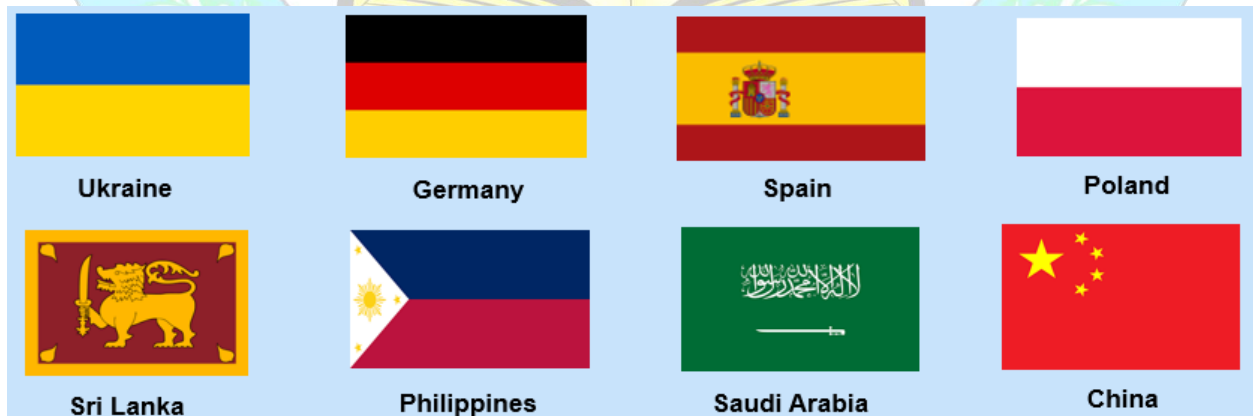 Ukraine
Germany
Spain
Poland
لا إله إلا الله محمد رسول الله
Sri Lanka
Philippines
Saudi Arabia
China